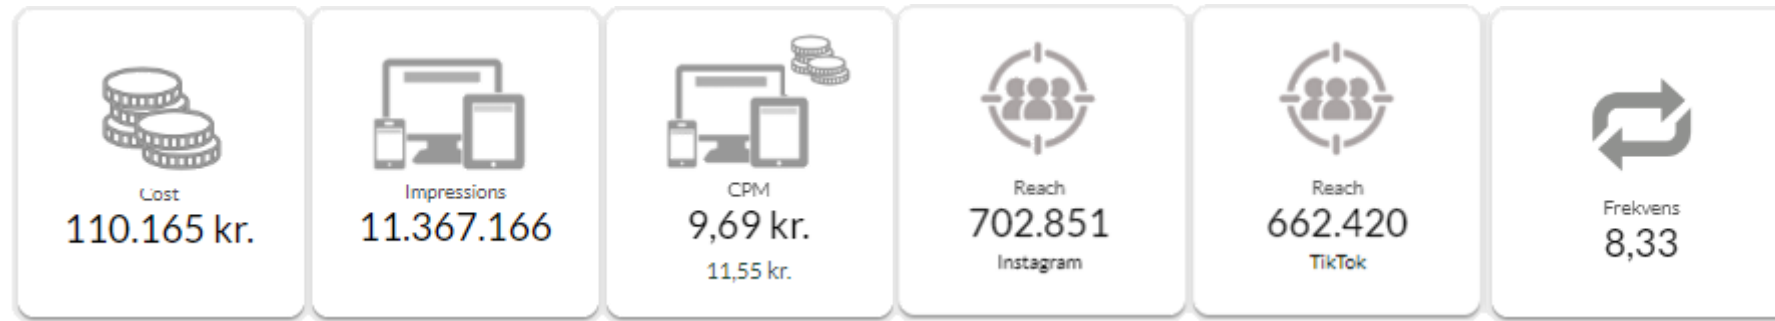 Cost
110.165 kr.
Impressions
11.367.166
CPM
9,69 kr.
11,55 kr.
Reach
702.851
Instagram
Reach
662.420
TikTok
Frekvens
8,33